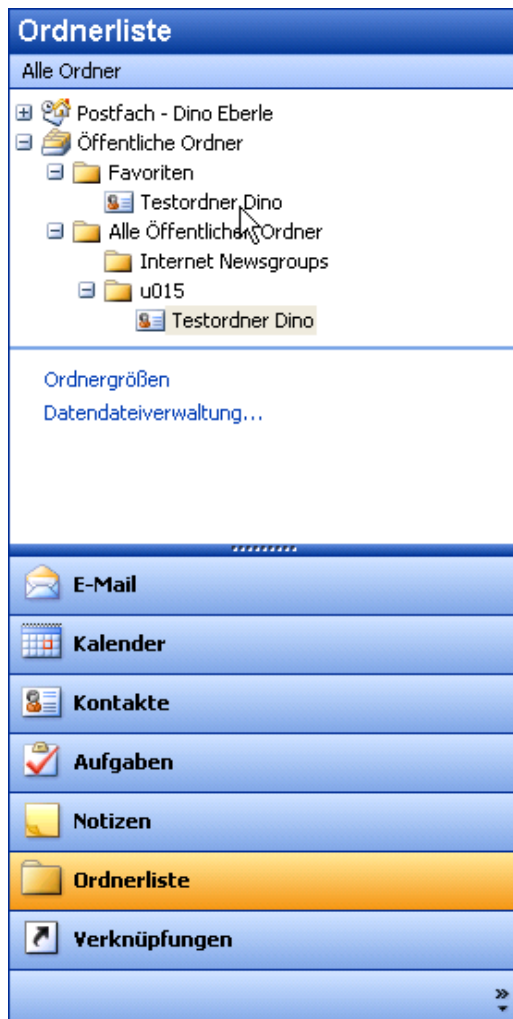 Ordnerliste
Alle Ordner
Postfach - Dino Eberle
Öffentliche Ordner
Favoriten
Testordner Dino
Alle Öffentlichen Ordner
Internet Newsgroups
u015
Testordner Dino
Ordnergrößen
Datendateiverwaltung...
E-Mail
Kalender
Kontakte
Aufgaben
Notizen
Ordnerliste
Verknüpfungen